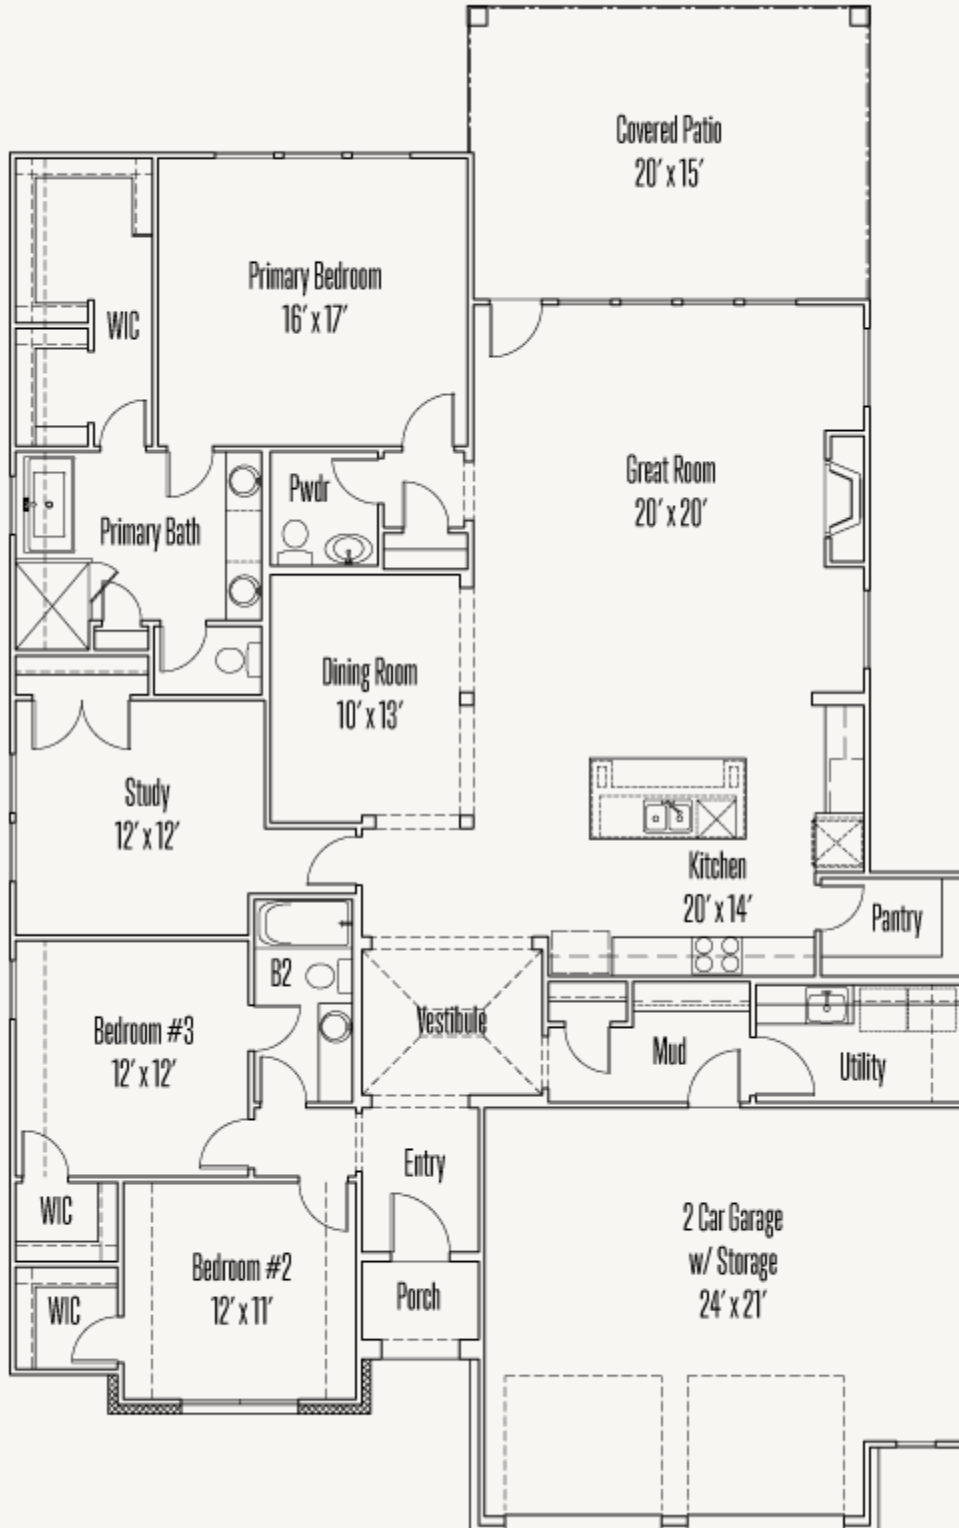 Covered Patio
20' x 15'
Primary Bedroom
16' x 17'
WIC
Great Room
20' x 20'
Pwdr
Primary Bath
Dining Room
10' x 13'
Study
12' x 12'
Kitchen
20' x 14'
Pantry
B2
Vestibule
Bedroom #3
12' x 12'
Mud
Utility
Entry
WIC
2 Car Garage
w/ Storage
24' x 21'
Bedroom #2
12' x 11'
Porch
WIC